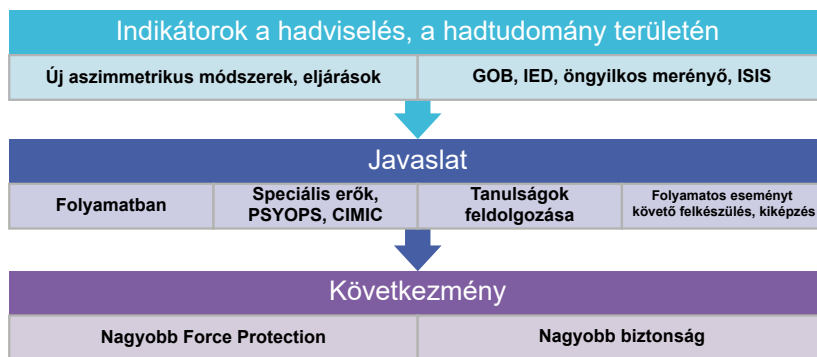 Indikátorok a hadviselés, a hadtudomány területén
Új aszimmetrikus módszerek, eljárások
GOB, IED, öngyilkos merényő, ISIS
Javaslat
Folyamatban
Speciális erők,
PSYOPS, CIMIC
Tanulságok
feldolgozása
Folyamatos eseményt
követő felkészülés, kiképzés
Következmény
Nagyobb Force Protection
Nagyobb biztonság